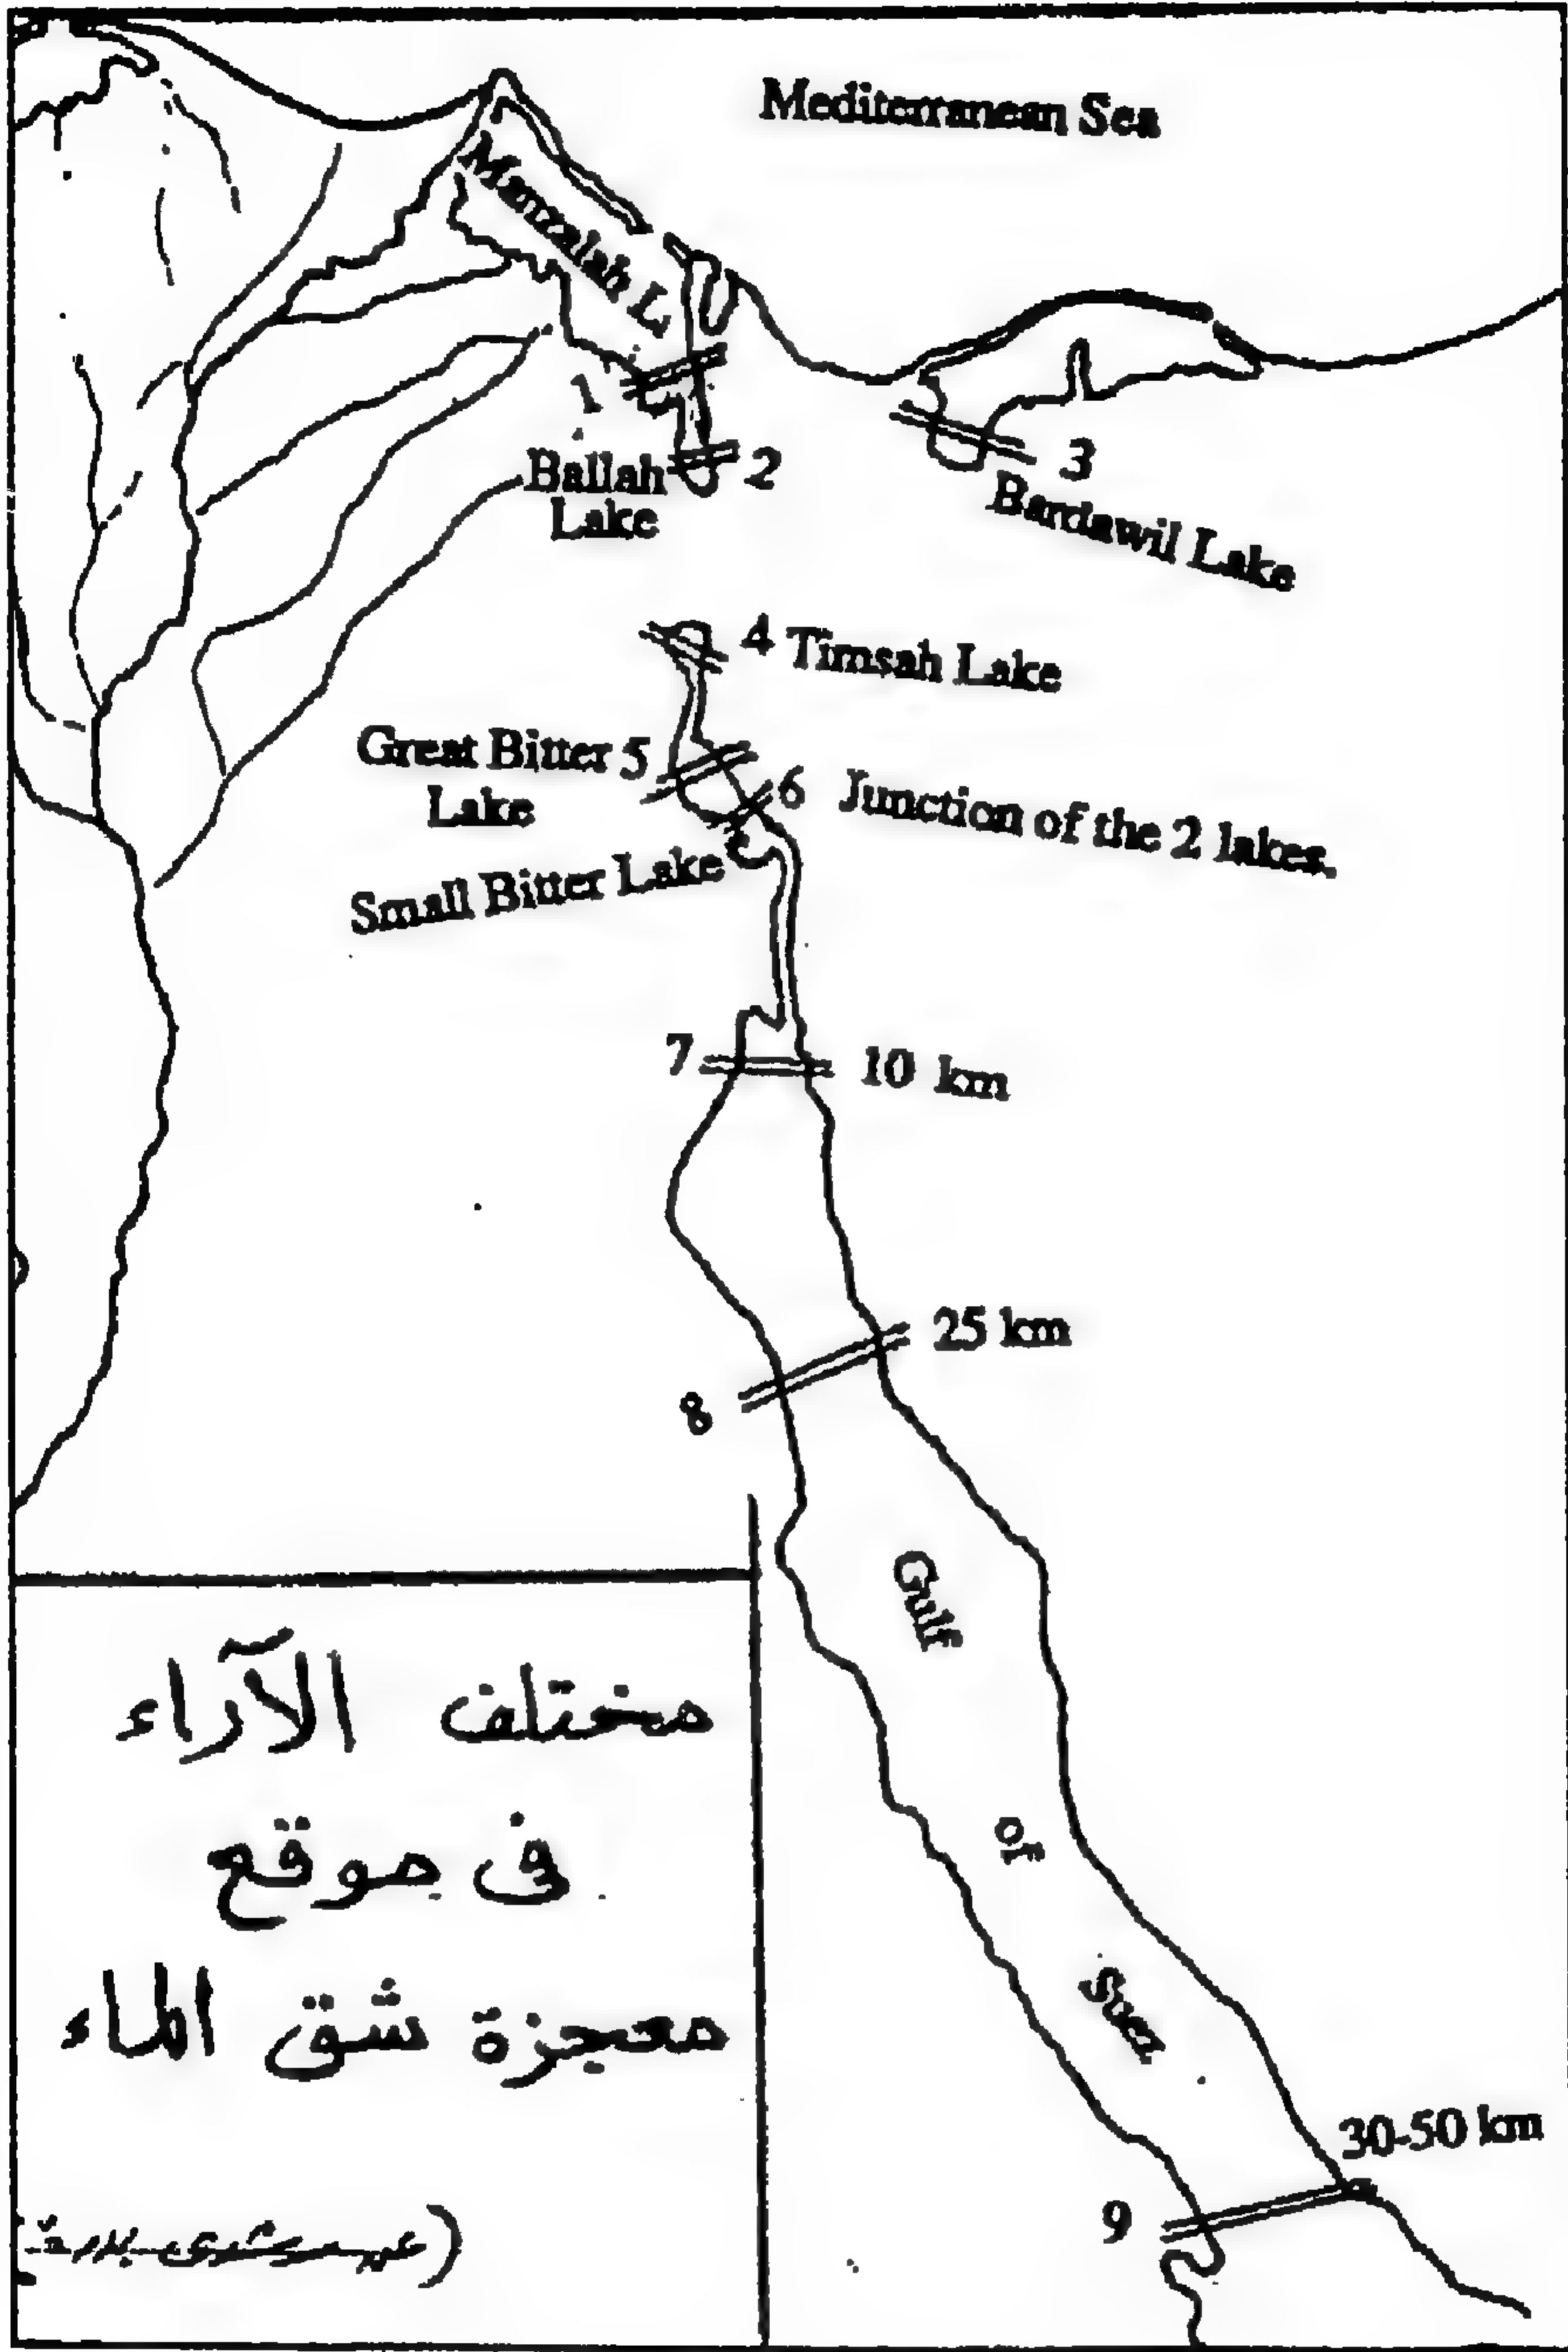 Mediterranean Sea
Manzalah L.
1
Ballah
Lake
2
3
Bardawil Lake
4 Timsah Lake
Great Bitter 5
Lake
6 Junction of the 2 lakes.
Small Bitter Lake
7
10 km
25 km
8
Gulf
of
Suez
30-50 km
9
مختلف الآراء
فى موقع
معجزة شق الماء